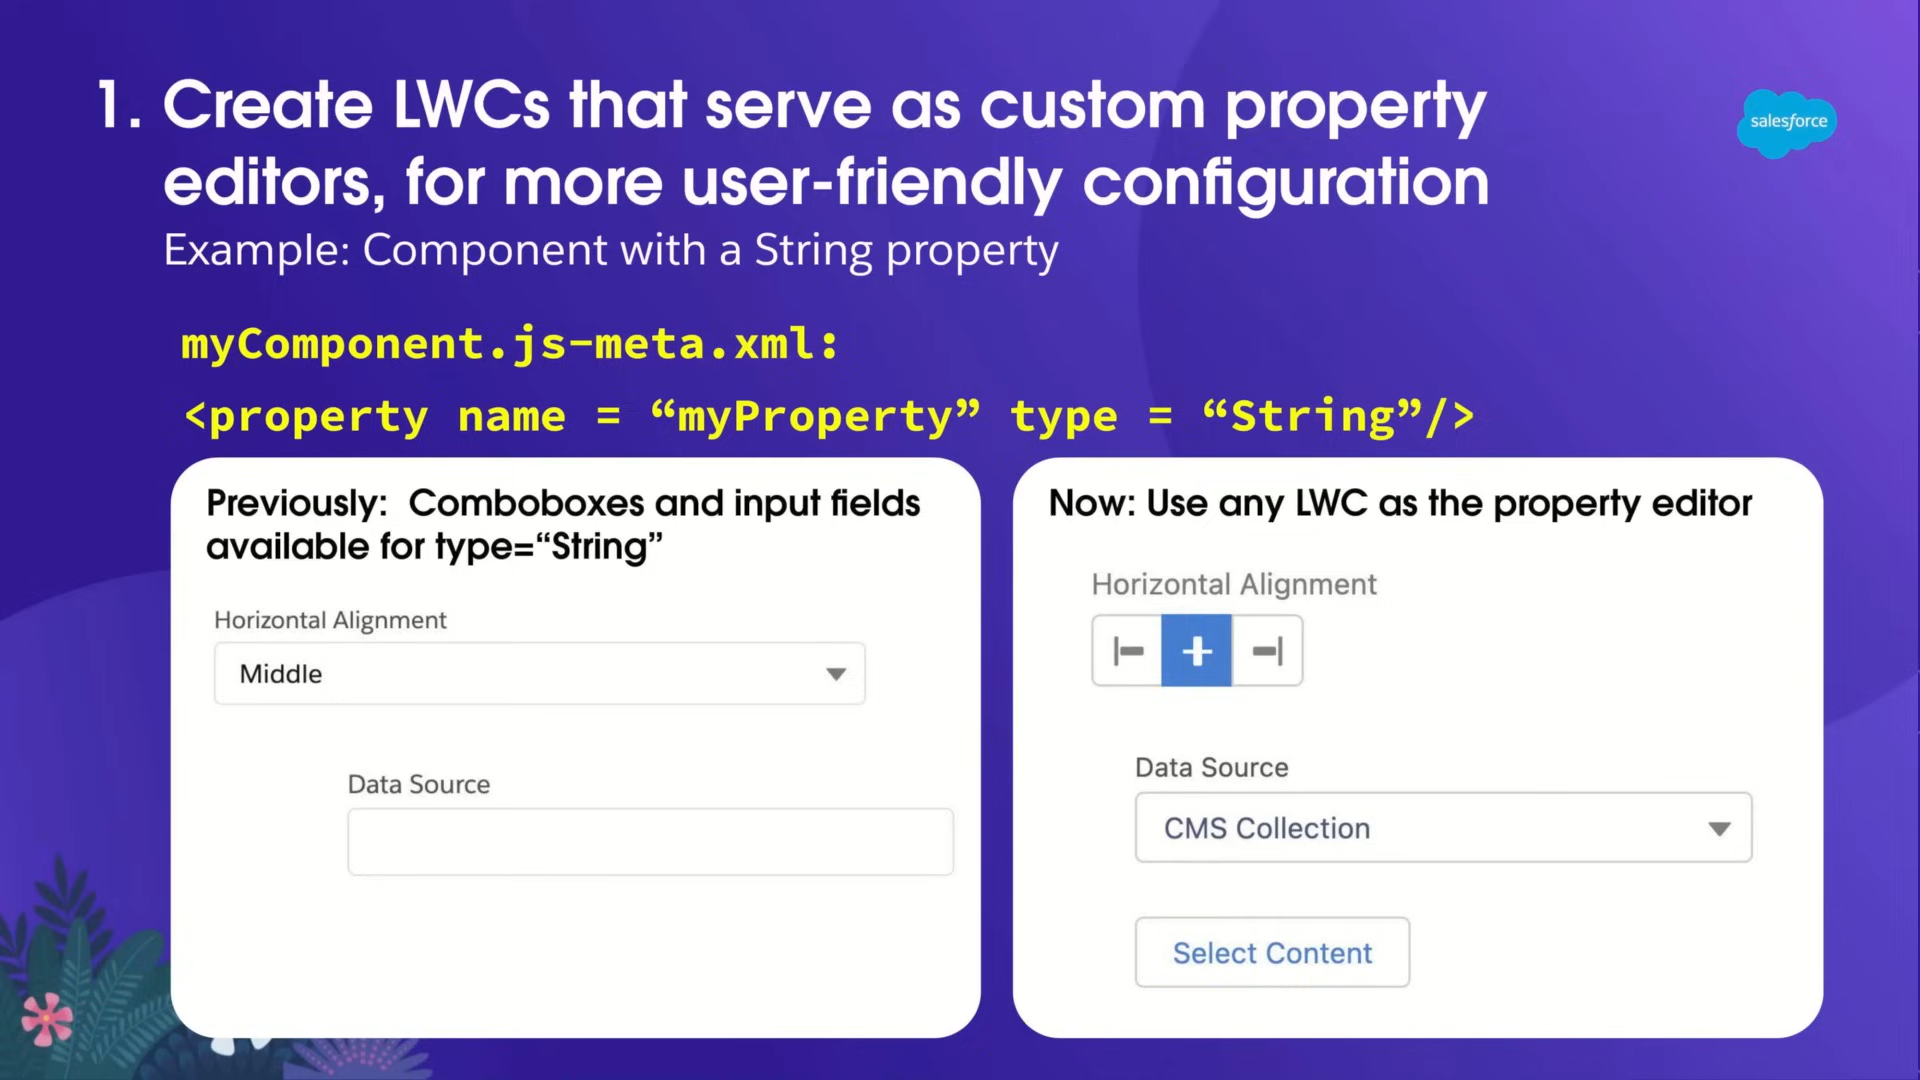 1. Create LWCs that serve as custom property
editors, for more user-friendly configuration
salesforce
Example: Component with a String property
myComponent.js-meta.xml:
<property name = “myProperty” type = “String”/>
Previously: Comboboxes and input fields
available for type=“String”
Horizontal Alignment
Middle
Data Source
Now: Use any LWC as the property editor
Horizontal Alignment
Data Source
CMS Collection
Select Content